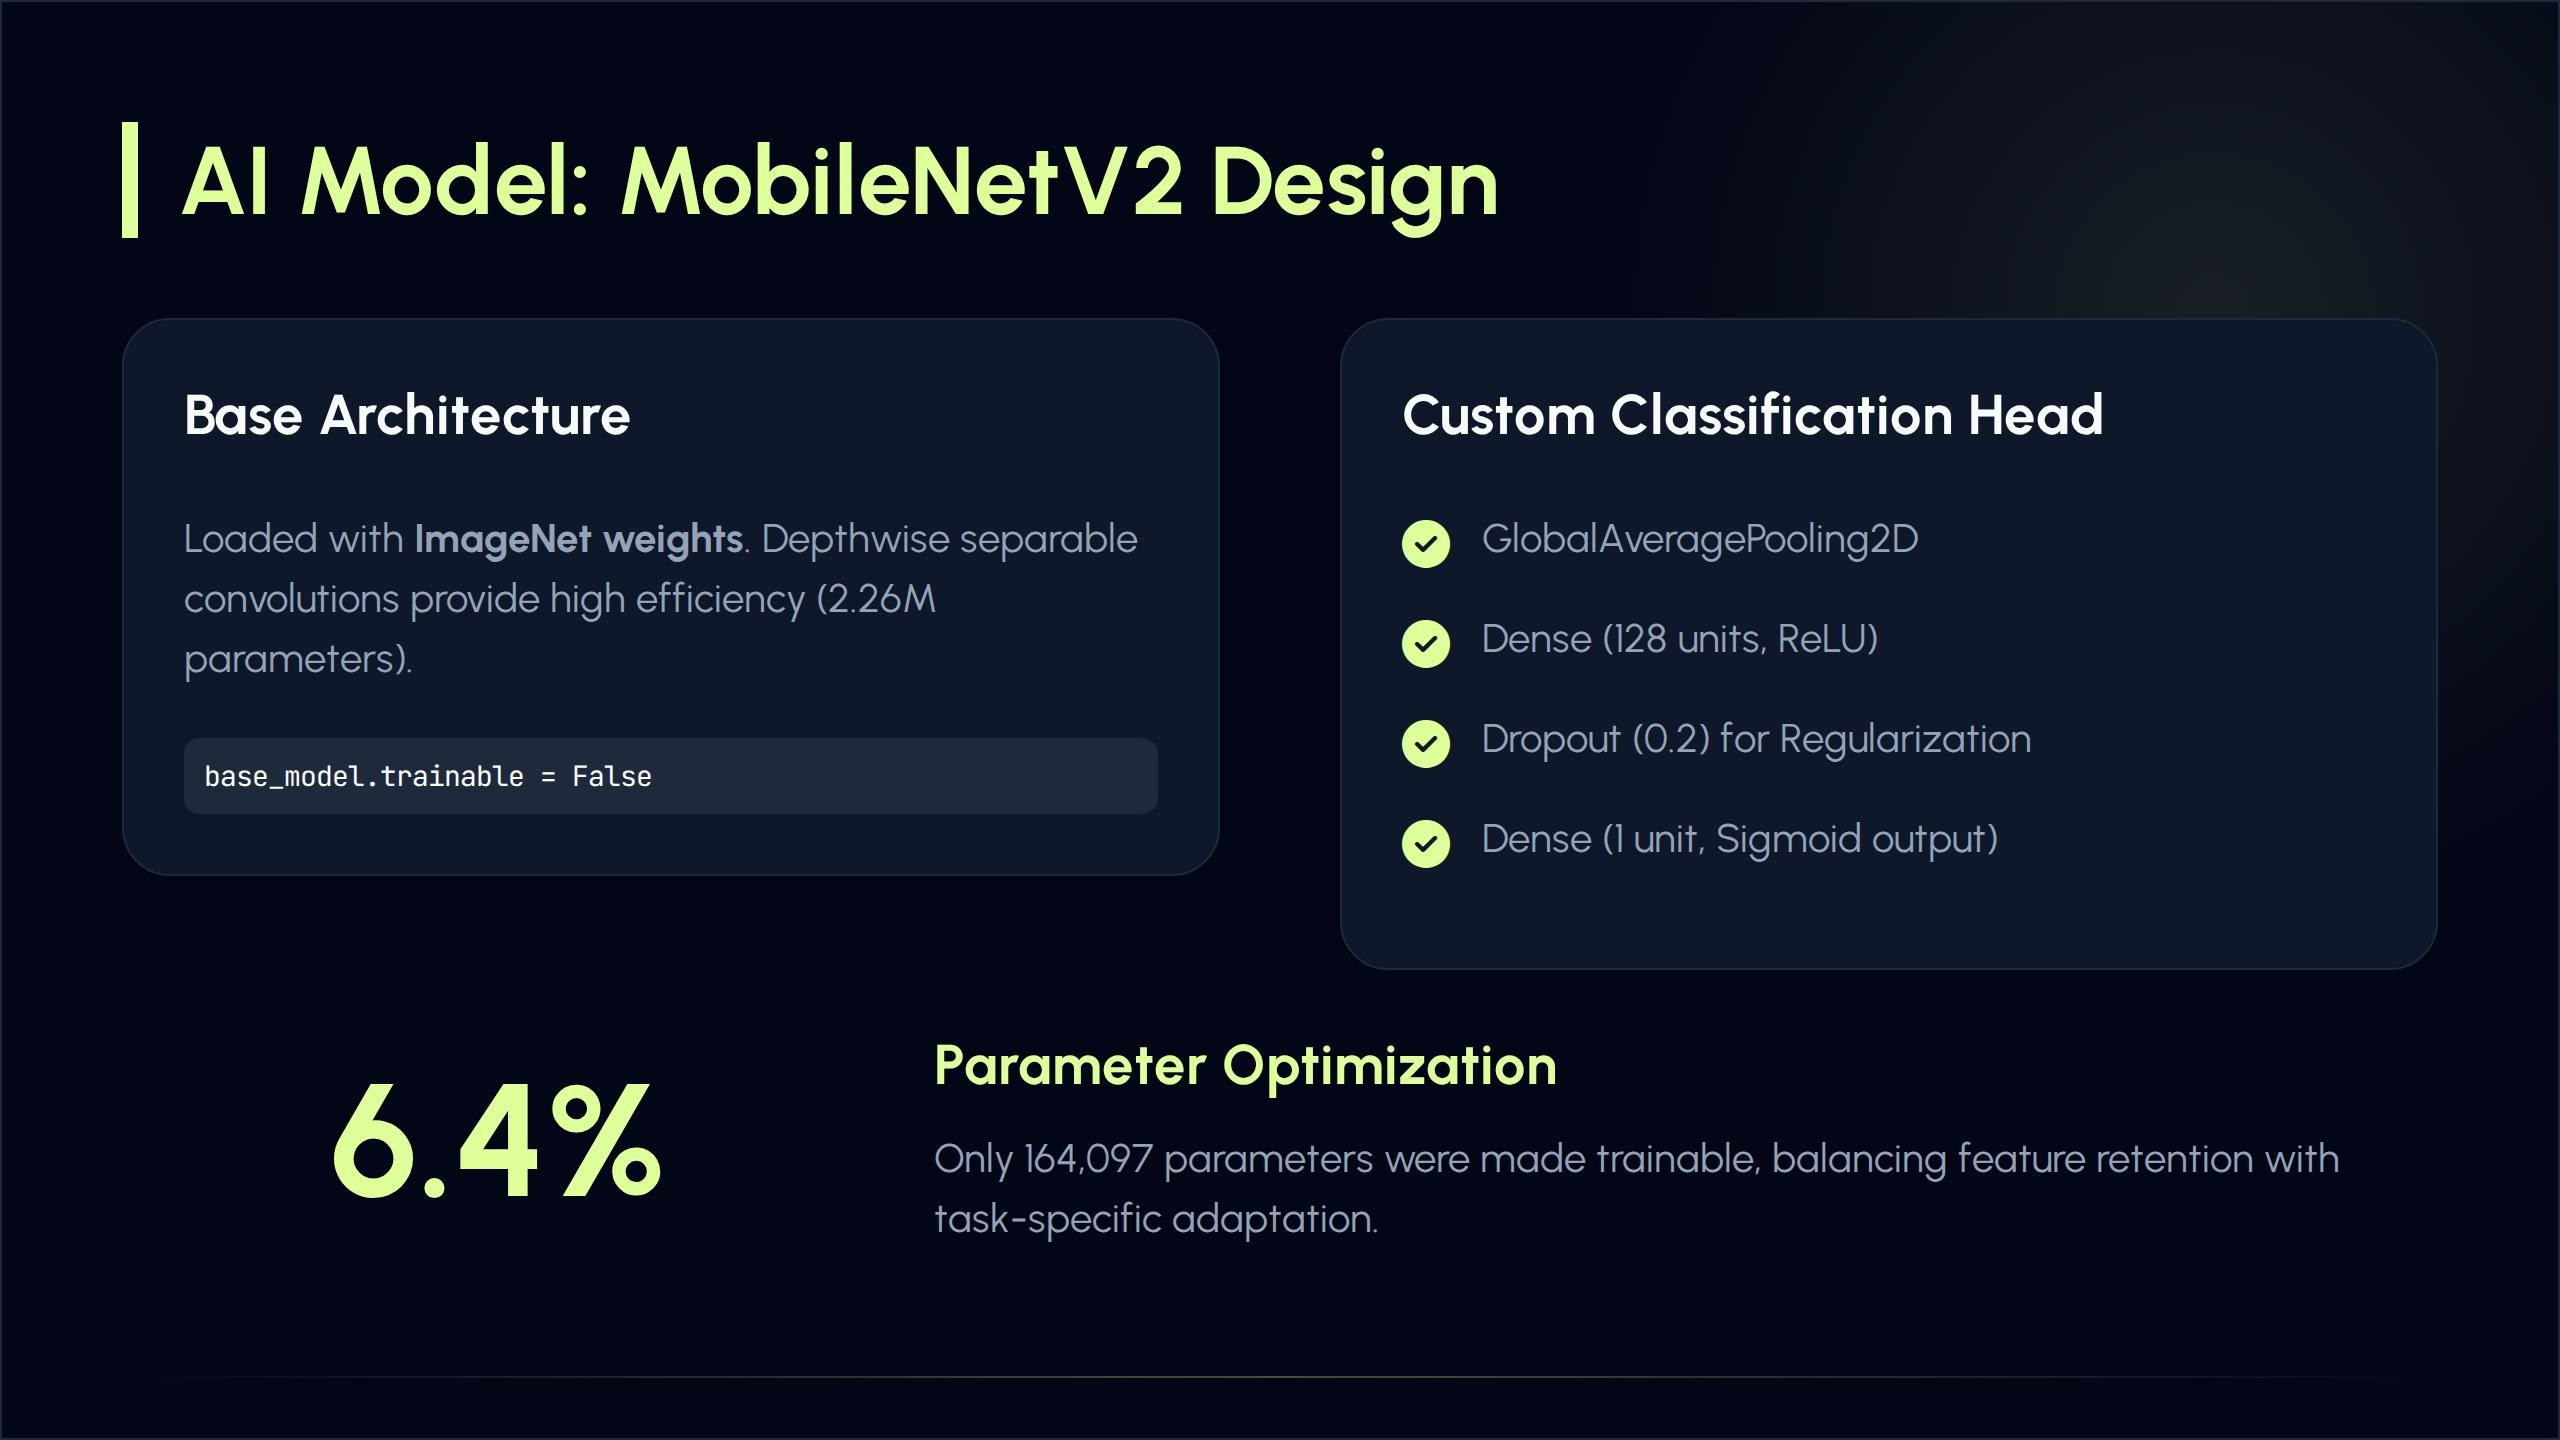 AI Model: MobileNetV2 Design
Base Architecture
Loaded with ImageNet weights. Depthwise separable
convolutions provide high efficiency (2.26M
parameters).
base_model.trainable = False
Custom Classification Head
GlobalAveragePooling2D
Dense (128 units, ReLU)
Dropout (0.2) for Regularization
Dense (1 unit, Sigmoid output)
6.4%
Parameter Optimization
Only 164,097 parameters were made trainable, balancing feature retention with
task-specific adaptation.